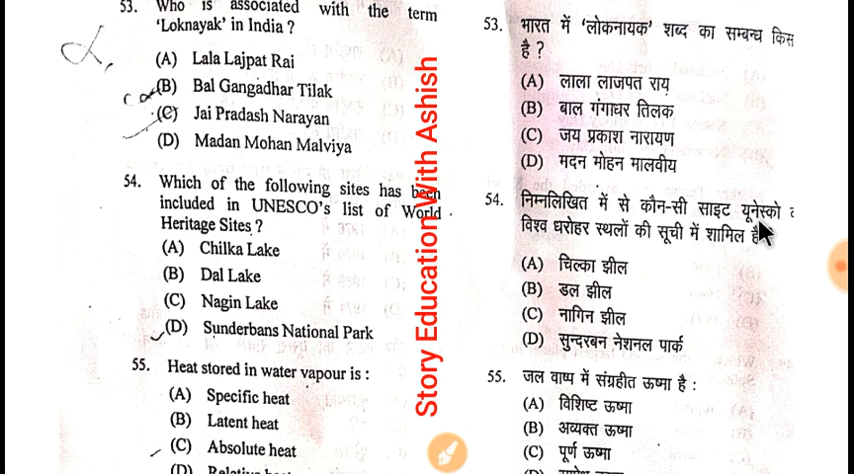 53. Who is associated with the term
'Loknayak' in India ?
(A) Lala Lajpat Rai
(B) Bal Gangadhar Tilak
(C) Jai Pradash Narayan
(D) Madan Mohan Malviya
54. Which of the following sites has been
included in UNESCO's list of World
Heritage Sites ?
(A) Chilka Lake
(B) Dal Lake
(C) Nagin Lake
(D) Sunderbans National Park
55. Heat stored in water vapour is :
(A) Specific heat
(B) Latent heat
(C) Absolute heat
(D)
Story Education With Ashish
53. भारत में 'लोकनायक' शब्द का सम्बन्ध किस
है ?
(A) लाला लाजपत राय
(B) बाल गंगाधर तिलक
(C) जय प्रकाश नारायण
(D) मदन मोहन मालवीय
54. निम्नलिखित में से कौन-सी साइट यूनेस्को
विश्व धरोहर स्थलों की सूची में शामिल है
(A) चिल्का झील
(B) डल झील
(C) नागिन झील
(D) सुन्दरबन नेशनल पार्क
55. जल वाष्प में संग्रहीत ऊष्मा है :
(A) विशिष्ट ऊष्मा
(B) अव्यक्त ऊष्मा
(C) पूर्ण ऊष्मा